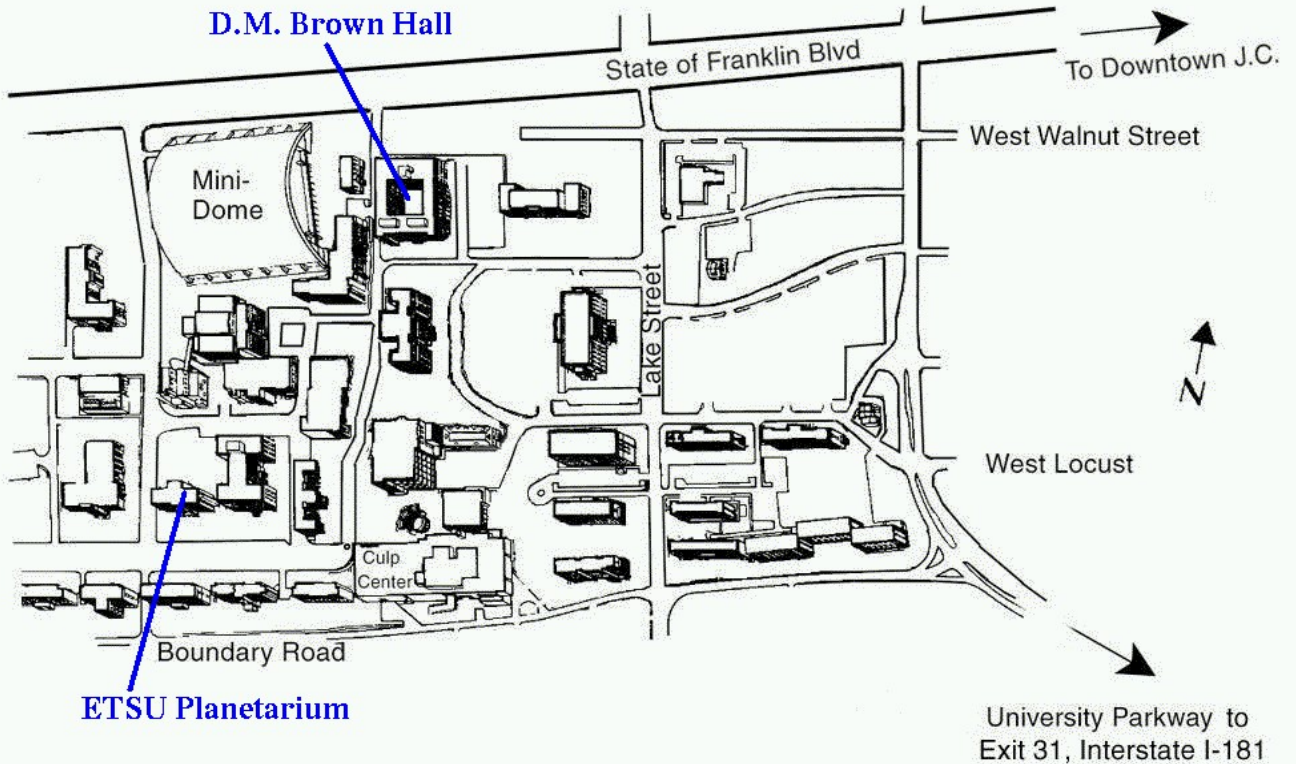 D.M. Brown Hall
State of Franklin Blvd
To Downtown J.C.
West Walnut Street
Mini-
Dome
Lake Street
N
West Locust
Culp
Center
Boundary Road
ETSU Planetarium
University Parkway to
Exit 31, Interstate I-181